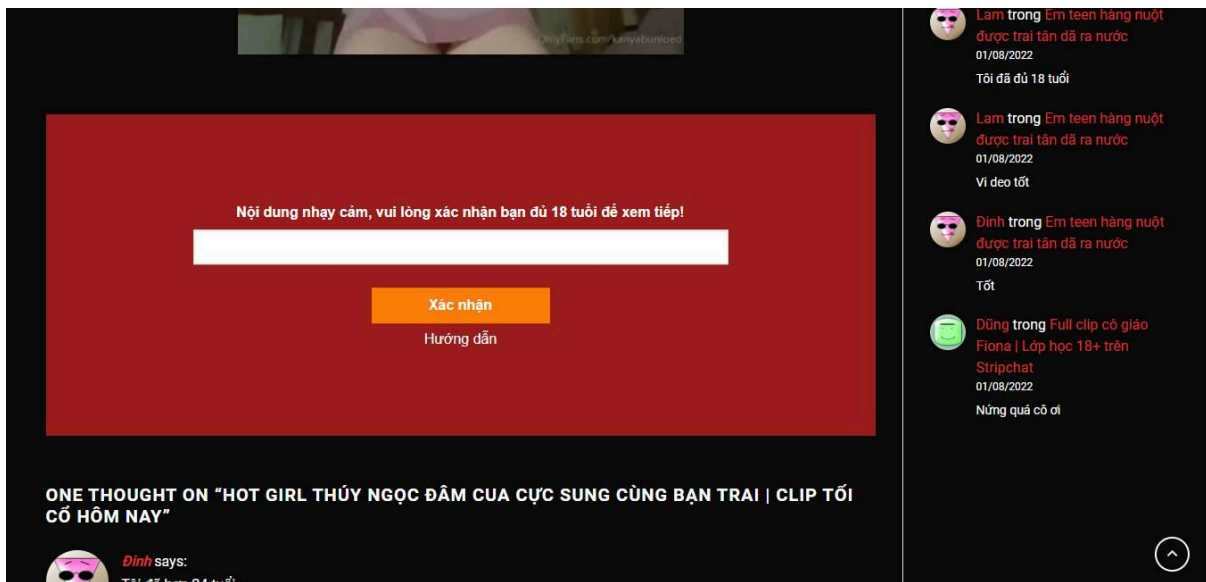 OnlyFans.com/kanyabunloed
Nội dung nhạy cảm, vui lòng xác nhận bạn đủ 18 tuổi để xem tiếp!
Xác nhận
Hướng dẫn
ONE THOUGHT ON “HOT GIRL THÚY NGỌC ĐÂM CUA CỰC SUNG CÙNG BẠN TRAI | CLIP TỐI
CỔ HÔM NAY”
Đinh says:
Lam trong Em teen hàng nuột
được trai tân dã ra nước
01/08/2022
Tôi đã đủ 18 tuổi
Lam trong Em teen hàng nuột
được trai tân dã ra nước
01/08/2022
Vi deo tốt
Đinh trong Em teen hàng nuột
được trai tân dã ra nước
01/08/2022
Tốt
Dũng trong Full clip cô giáo
Fiona | Lớp học 18+ trên
Stripchat
01/08/2022
Nứng quá cô ơi